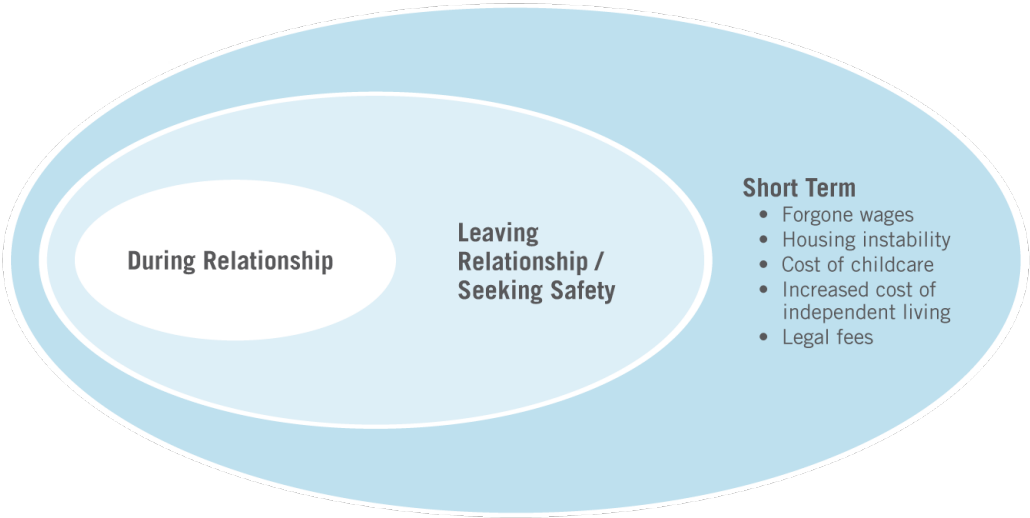 During Relationship
Leaving
Relationship /
Seeking Safety
Short Term
• Forgone wages
• Housing instability
• Cost of childcare
• Increased cost of
independent living
• Legal fees